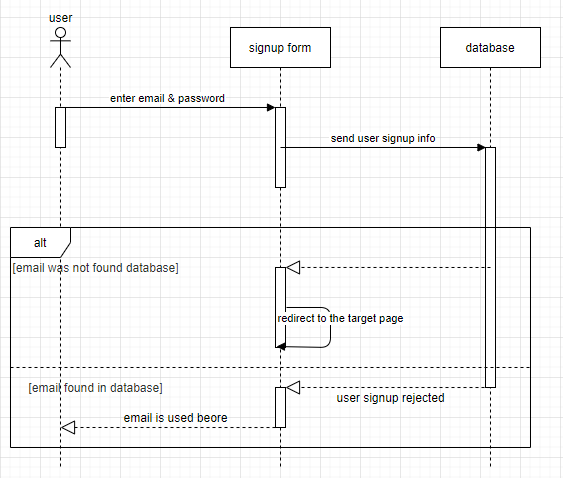 user
signup form
database
enter email & password
send user signup info
alt
[email was not found database]
redirect to the target page
[email found in database]
user signup rejected
email is used beore